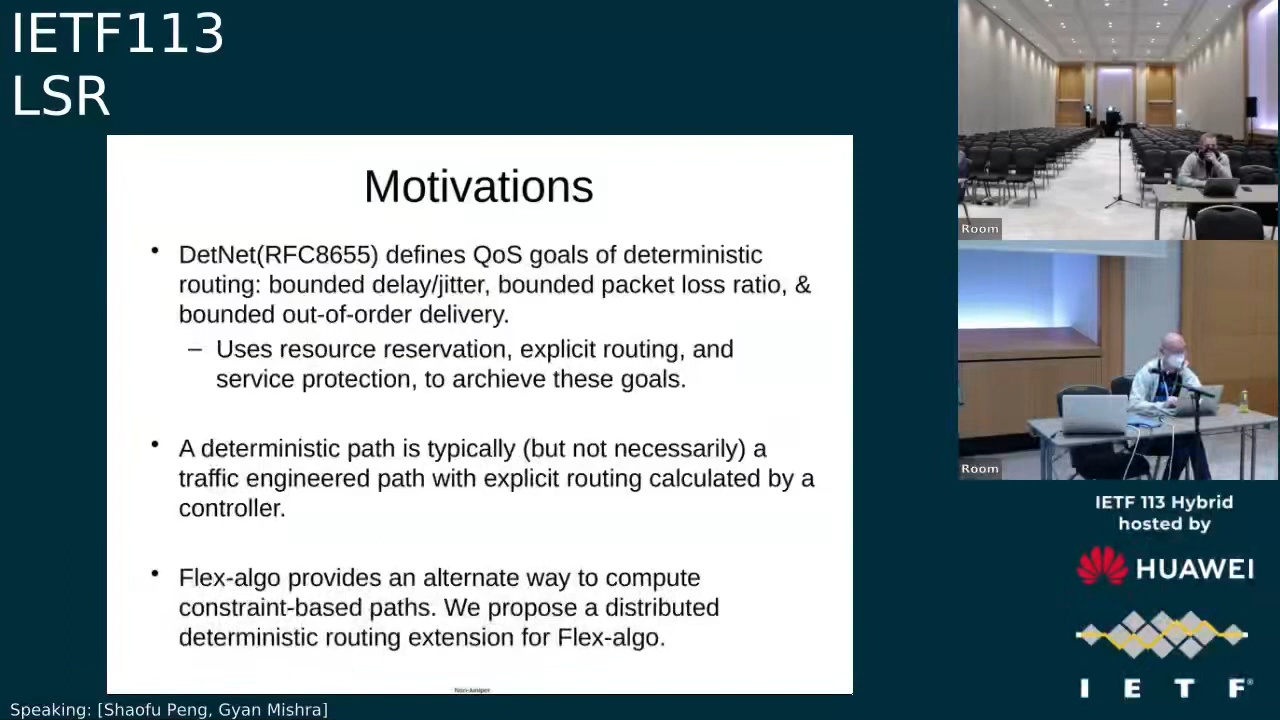 IETF113
LSR
Motivations
• DetNet(RFC8655) defines QoS goals of deterministic
routing: bounded delay/jitter, bounded packet loss ratio, &
bounded out-of-order delivery.
– Uses resource reservation, explicit routing, and
service protection, to archieve these goals.
• A deterministic path is typically (but not necessarily) a
traffic engineered path with explicit routing calculated by a
controller.
• Flex-algo provides an alternate way to compute
constraint-based paths. We propose a distributed
deterministic routing extension for Flex-algo.
Non-Juniper
Room
Room
IETF 113 Hybrid
hosted by
HUAWEI
I E T F®
Speaking: [Shaofu Peng, Gyan Mishra]